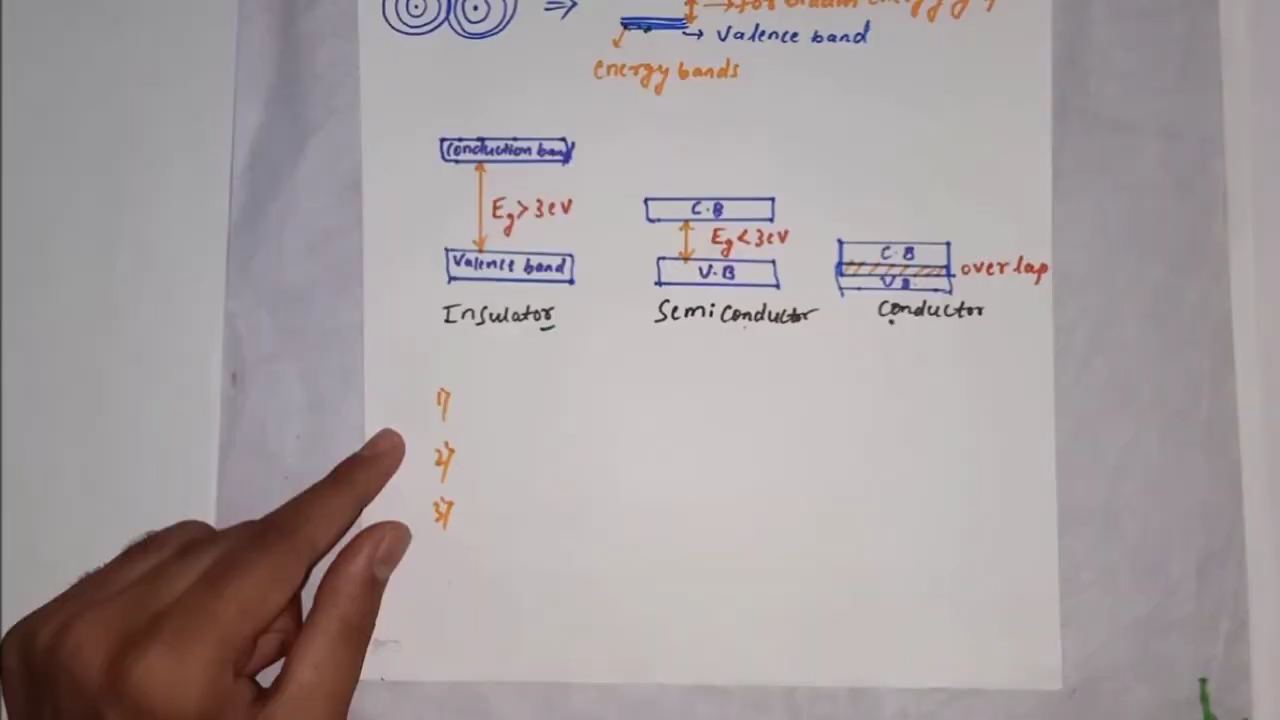 ⇒
→ valence band
energy bands
Conduction band
Eg > 3eV
Valence band
Insulator
C.B
Eg < 3eV
V.B
Semiconductor
C.B
V.B
overlap
Conductor
1)
2)
3)